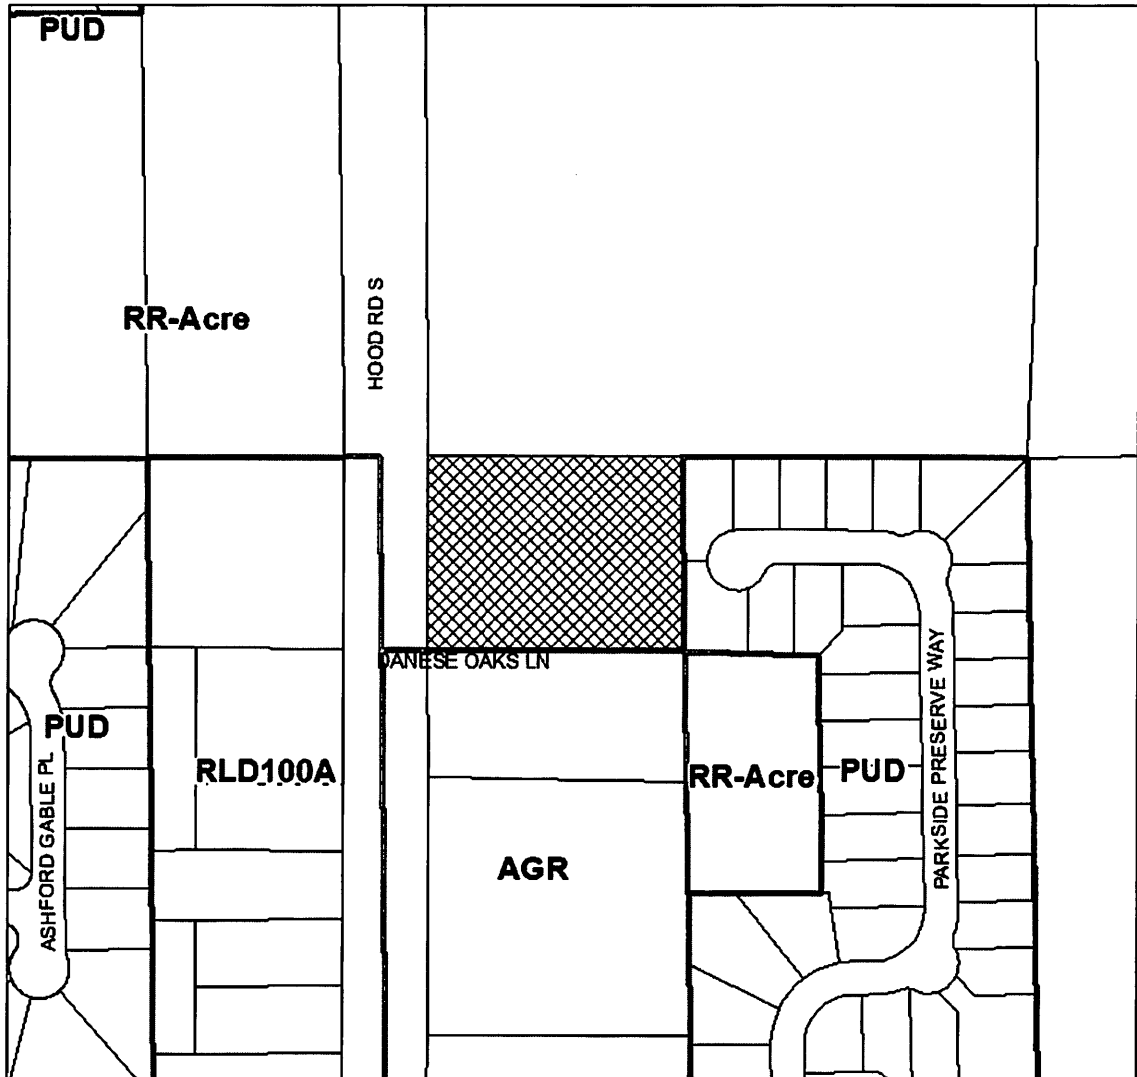 PUD
RR-Acre
HOOD RD S
DANESE OAKS LN
PUD
ASHFORD GABLE PL
RLD100A
RR-Acre
PUD
PARKSIDE PRESERVE WAY
AGR